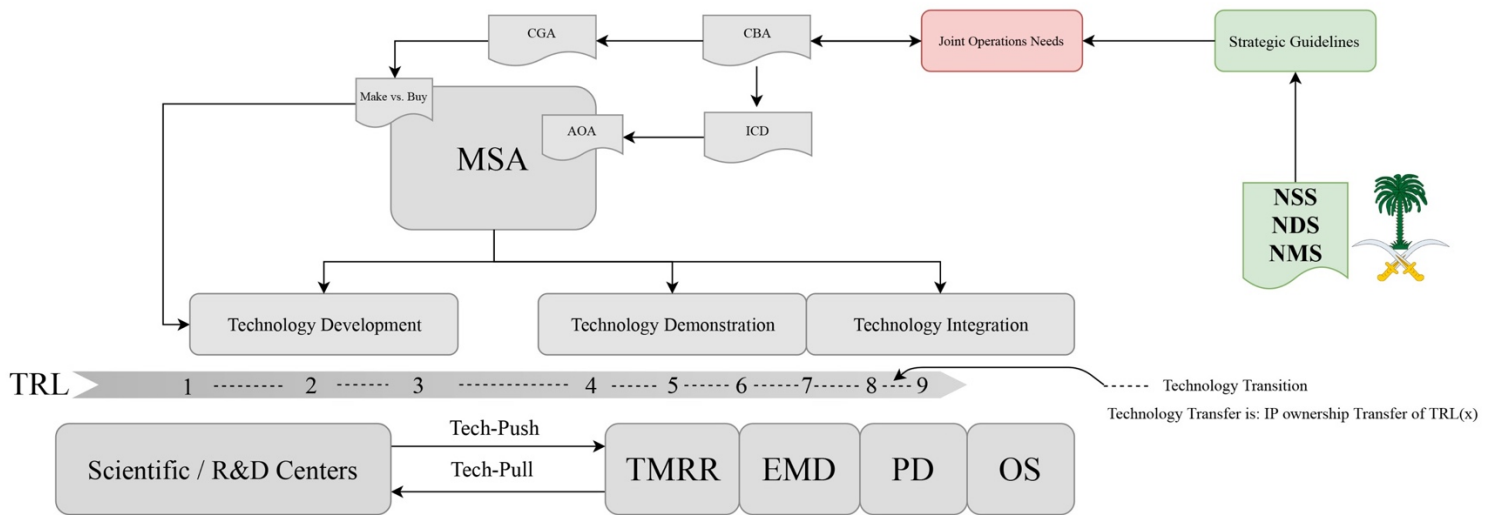 CGA
CBA
Joint Operations Needs
Strategic Guidelines
Make vs. Buy
MSA
AOA
ICD
NSS
NDS
NMS
Technology Development
Technology Demonstration
Technology Integration
TRL 1 2 3 4 5 6 7 8 9
Technology Transition
Technology Transfer is: IP ownership Transfer of TRL(x)
Scientific / R&D Centers
Tech-Push
Tech-Pull
TMRR
EMD
PD
OS